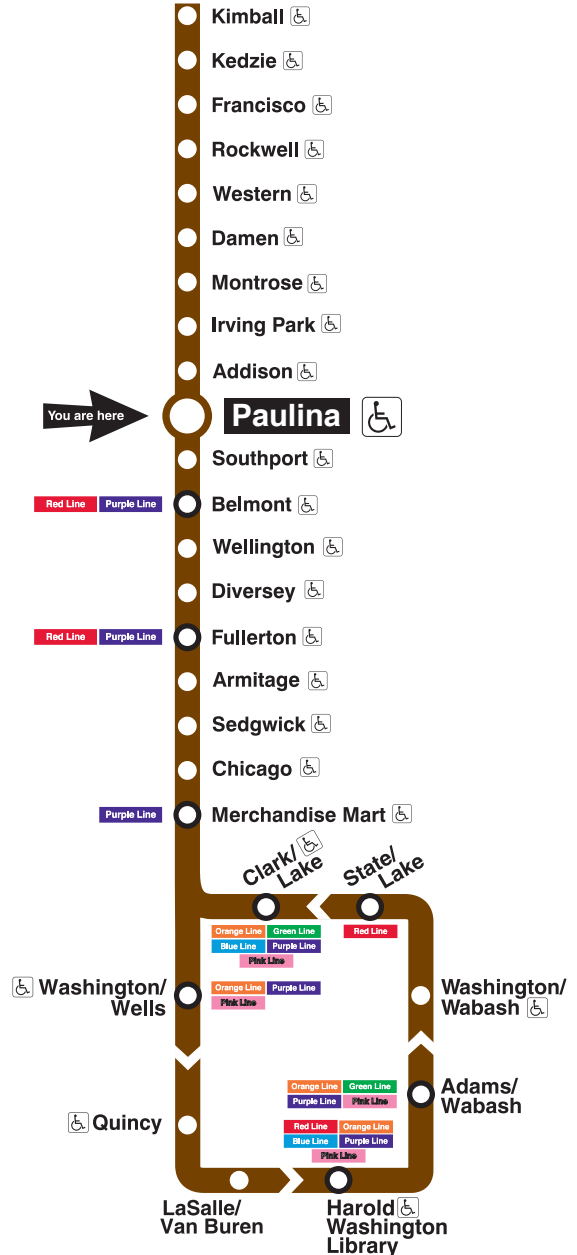 Kimball
Kedzie
Francisco
Rockwell
Western
Damen
Montrose
Irving Park
Addison
You are here
Paulina
Southport
Red Line Purple Line
Belmont
Wellington
Diversey
Red Line Purple Line
Fullerton
Armitage
Sedgwick
Chicago
Purple Line
Merchandise Mart
Clark/
Lake
State/
Lake
Orange Line Green Line
Blue Line Purple Line
Pink Line
Red Line
Washington/
Wells
Orange Line Purple Line
Pink Line
Washington/
Wabash
Orange Line Green Line
Purple Line Pink Line
Adams/
Wabash
Quincy
Red Line Orange Line
Blue Line Purple Line
Pink Line
LaSalle/
Van Buren
Harold
Washington
Library